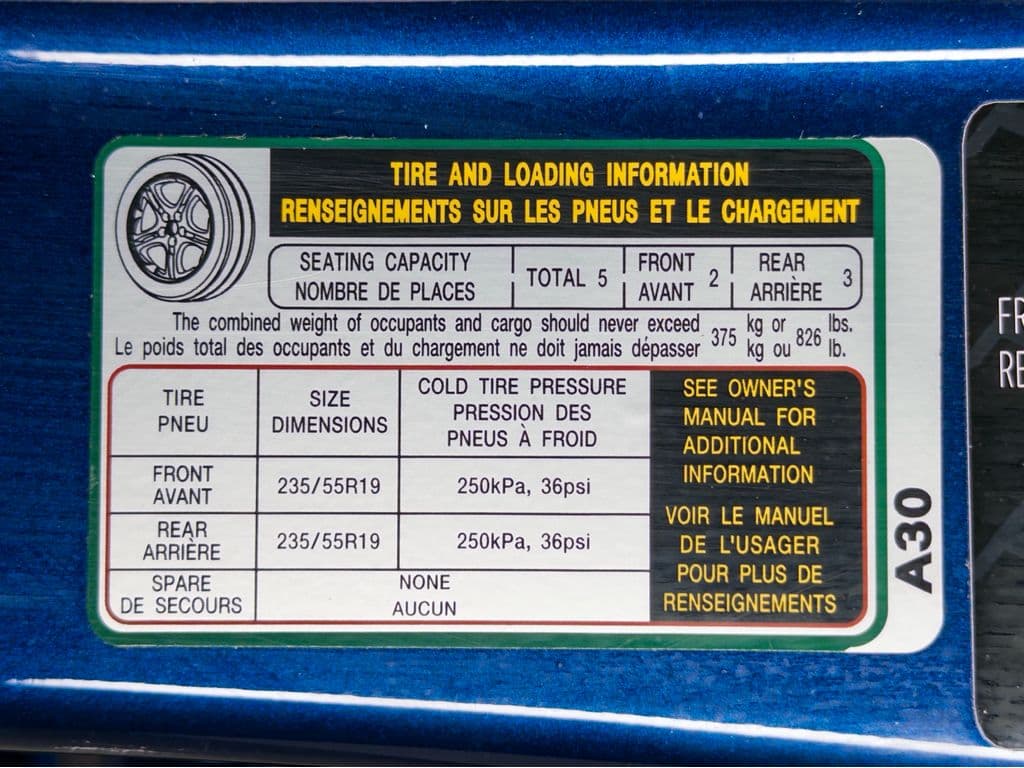 TIRE AND LOADING INFORMATION
RENSEIGNEMENTS SUR LES PNEUS ET LE CHARGEMENT
SEATING CAPACITY
NOMBRE DE PLACES
TOTAL 5
FRONT
AVANT
2
REAR
ARRIÈRE
3
The combined weight of occupants and cargo should never exceed 375 kg or 826 lbs.
Le poids total des occupants et du chargement ne doit jamais dépasser kg ou lb.
TIRE
PNEU
SIZE
DIMENSIONS
COLD TIRE PRESSURE
PRESSION DES
PNEUS À FROID
FRONT
AVANT
235/55R19
250kPa, 36psi
REAR
ARRIÈRE
235/55R19
250kPa, 36psi
SPARE
DE SECOURS
NONE
AUCUN
SEE OWNER'S
MANUAL FOR
ADDITIONAL
INFORMATION
VOIR LE MANUEL
DE L'USAGER
POUR PLUS DE
RENSEIGNEMENTS
A30
FR
RE